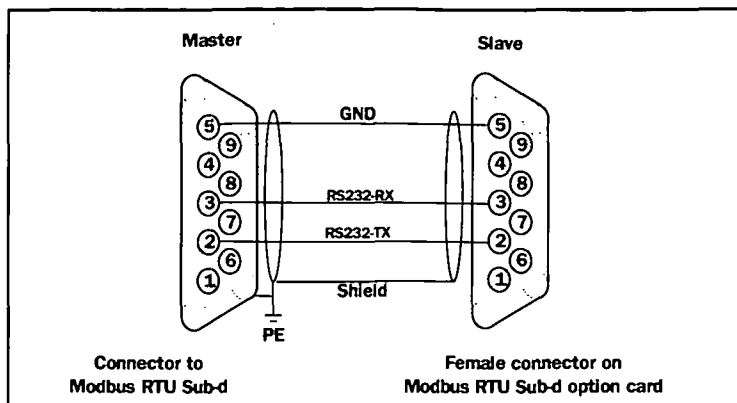 Master
Slave
GND
5
9
4
8
3
7
2
6
1
RS232-RX
RS232-TX
Shield
PE
5
9
4
8
3
7
2
6
1
Connector to
Modbus RTU Sub-d
Female connector on
Modbus RTU Sub-d option card